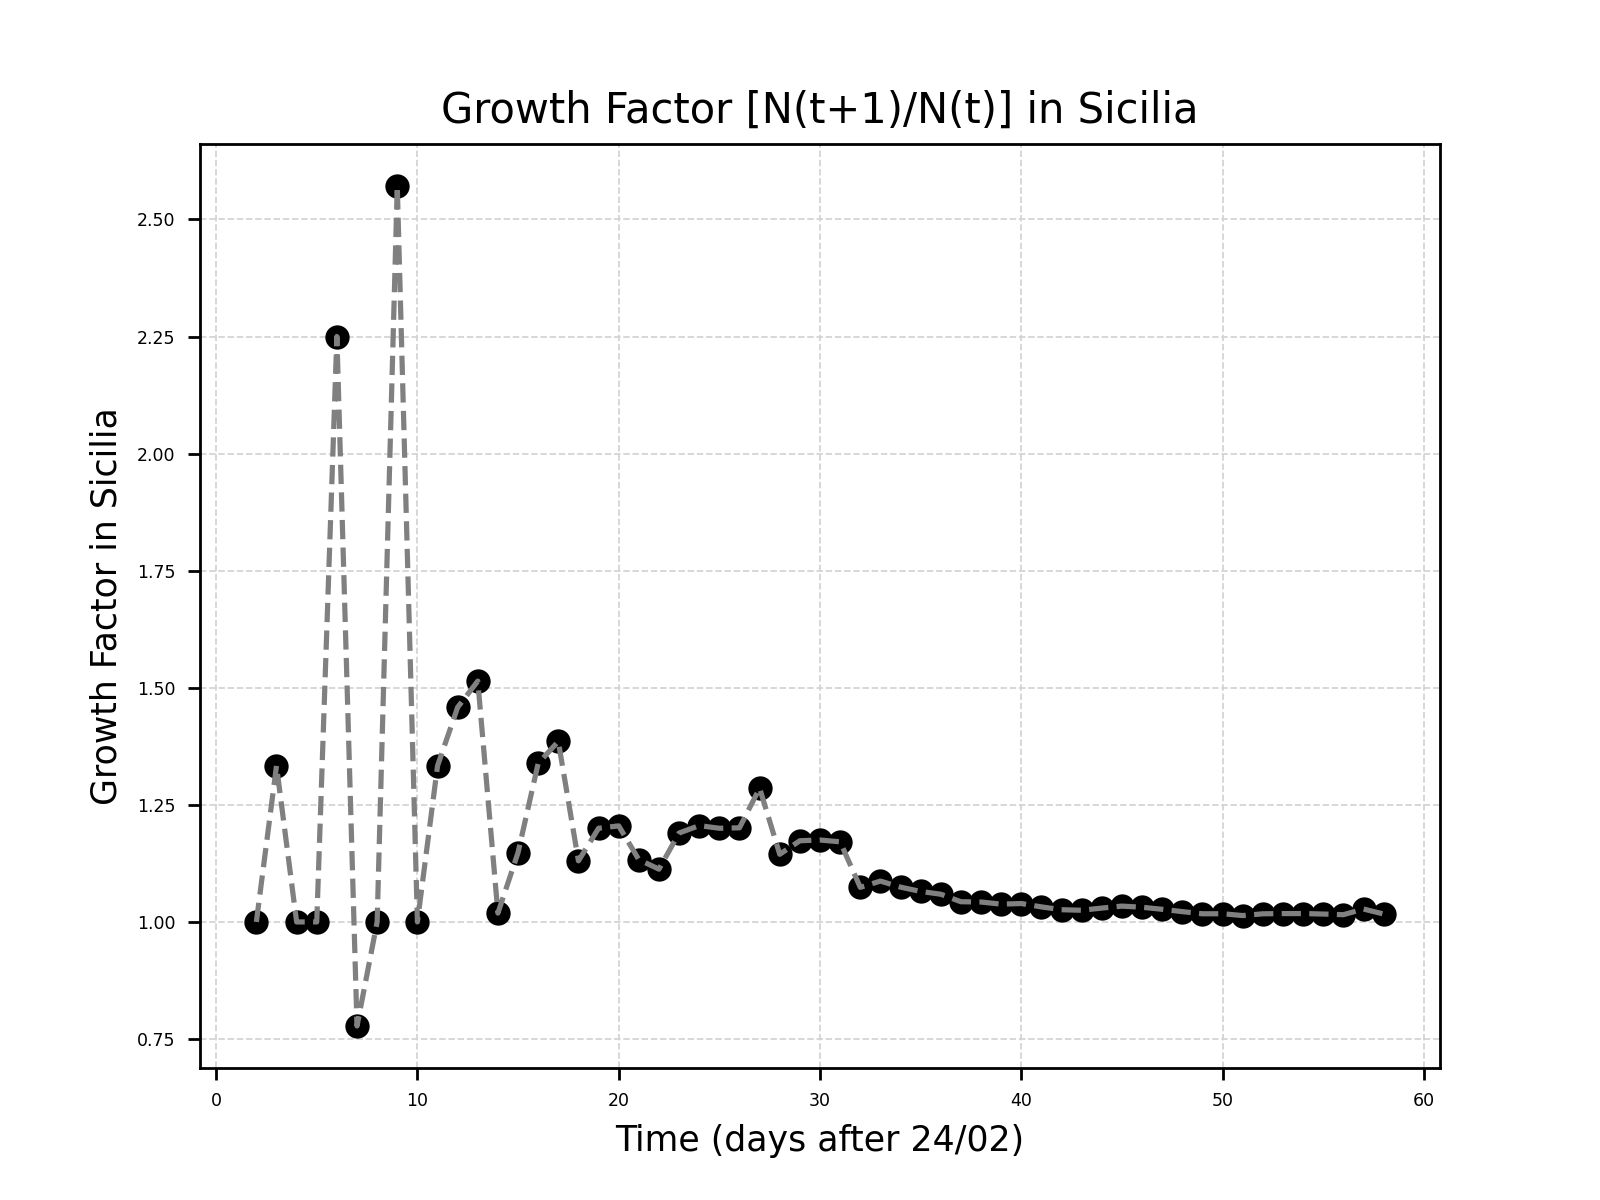 Growth Factor [N(t+1)/N(t)] in Sicilia
Growth Factor in Sicilia
2.50
2.25
2.00
1.75
1.50
1.25
1.00
0.75
0 10 20 30 40 50 60
Time (days after 24/02)